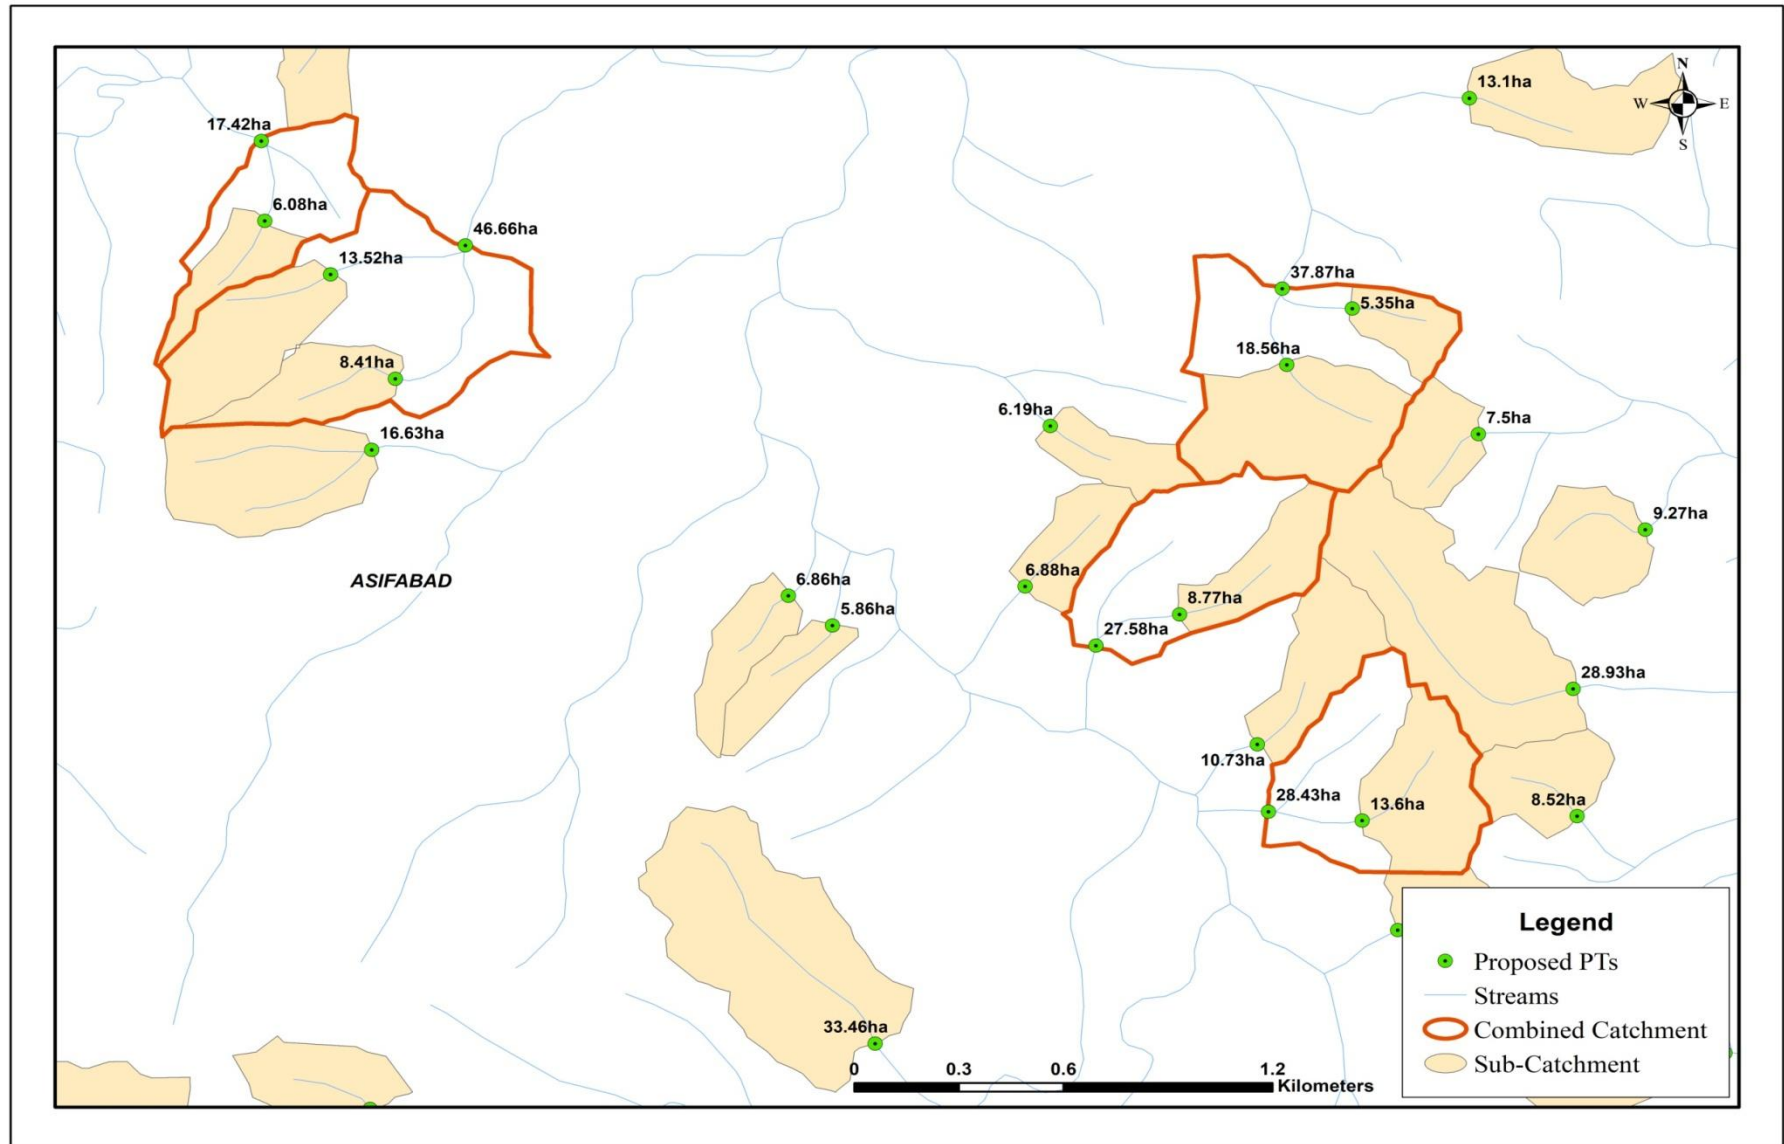 13.1ha
N
W E
S
17.42ha
6.08ha
46.66ha
13.52ha
37.87ha
5.35ha
8.41ha
18.56ha
6.19ha
7.5ha
16.63ha
9.27ha
ASIFABAD
6.86ha
6.88ha
5.86ha
8.77ha
27.58ha
28.93ha
10.73ha
28.43ha
13.6ha
8.52ha
33.46ha
0 0.3 0.6 1.2
Kilometers
Legend
Proposed PTs
Streams
Combined Catchment
Sub-Catchment